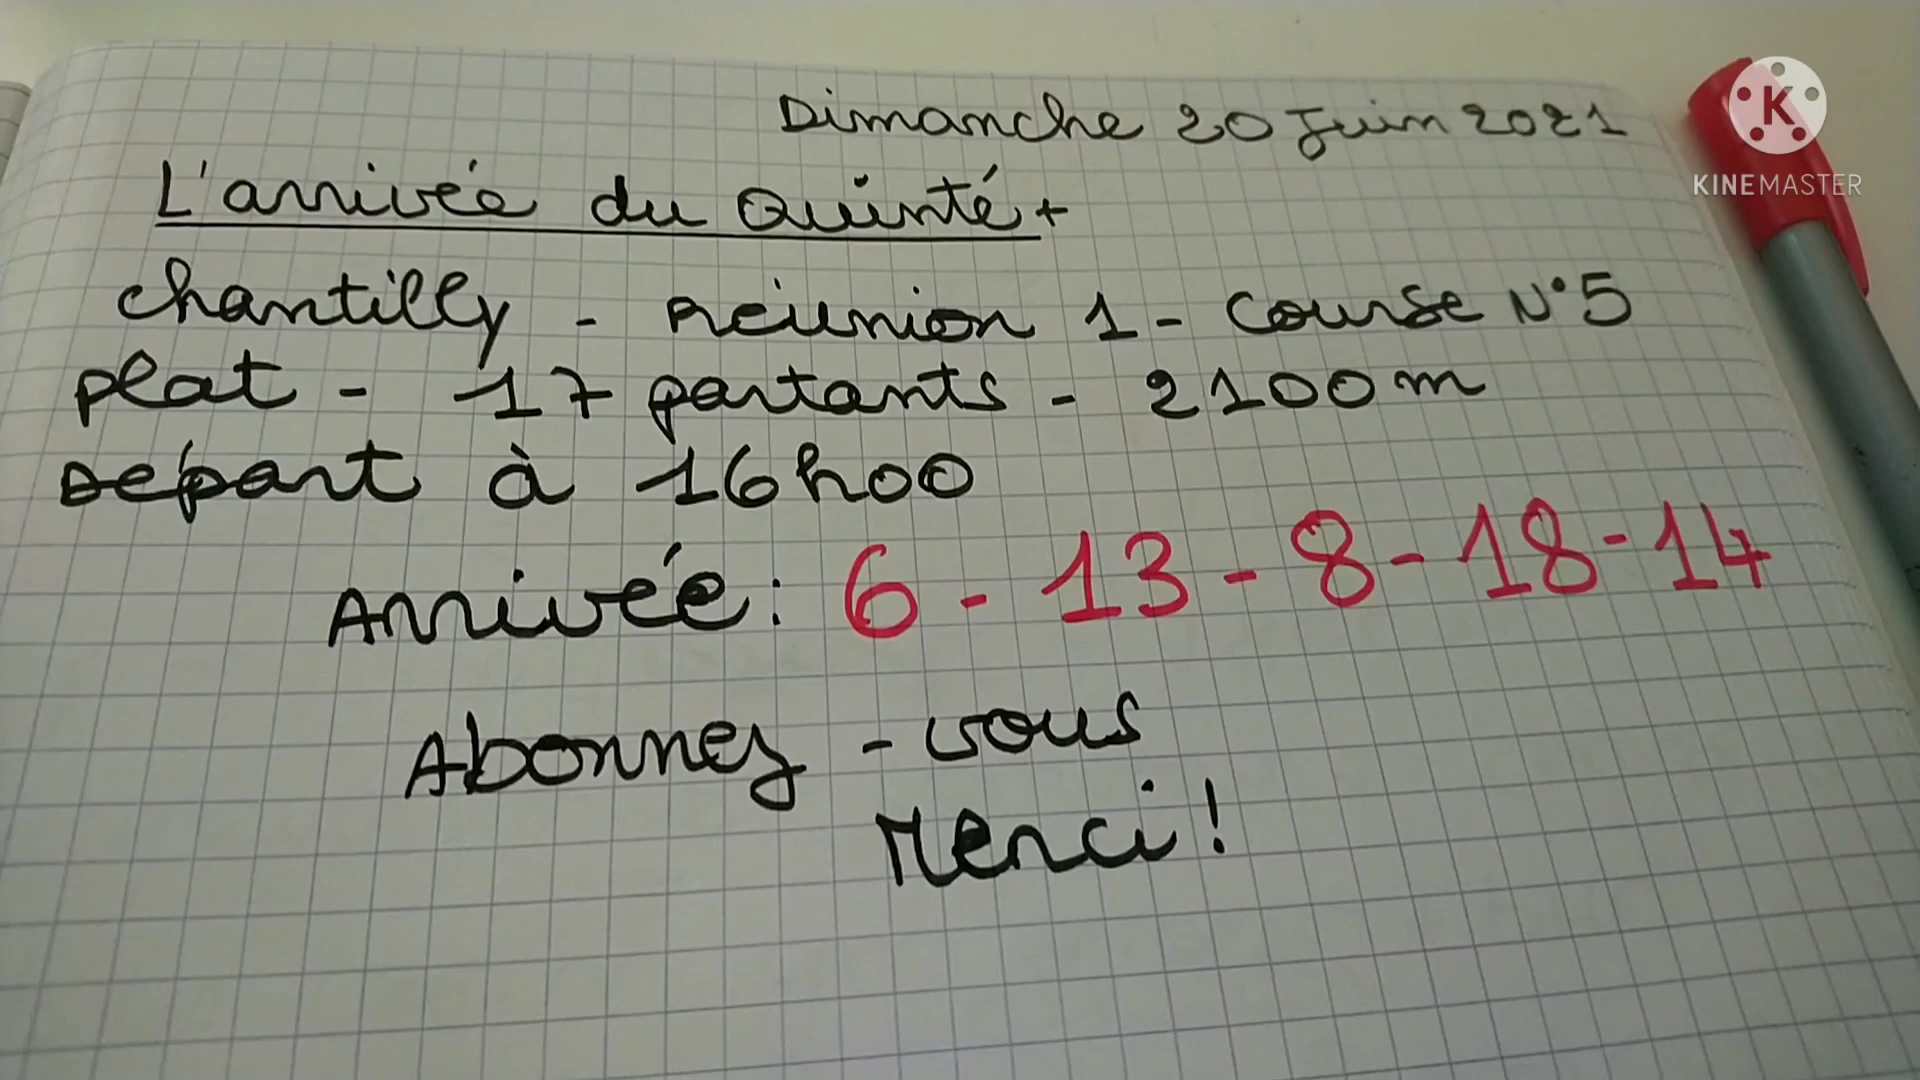 Dimanche 20 Juin 2021
L'arrivée du Quinté+
Chantilly - Réunion 1 - Course N°5
plat - 17 partants - 2100m
Départ à 16h00
Arrivée : 6 - 13 - 8 - 18 - 14
Abonnez - vous
Merci !
K
KINEMASTER